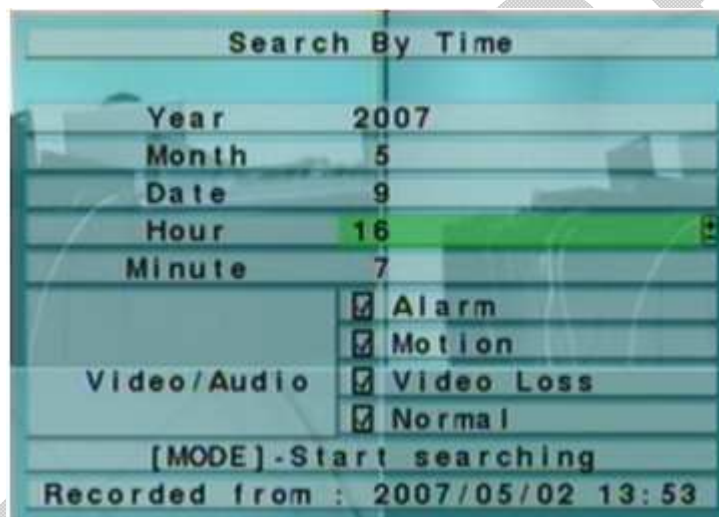 Search By Time
Year 2007
Month 5
Date 9
Hour 16
Minute 7
Alarm
Motion
Video/Audio
Video Loss
Normal
[MODE]-Start searching
Recorded from : 2007/05/02 13:53